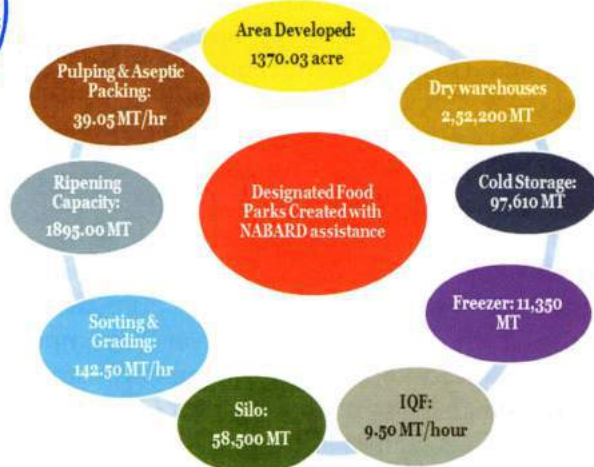 Area Developed:
1370.03 acre
Dry warehouses
2,52,200 MT
Cold Storage:
97,610 MT
Freezer: 11,350
MT
IQF:
9.50 MT/hour
Silo:
58,500 MT
Sorting &
Grading:
142.50 MT/hr
Ripening
Capacity:
1895.00 MT
Pulping & Aseptic
Packing:
39.05 MT/hr
Designated Food
Parks Created with
NABARD assistance